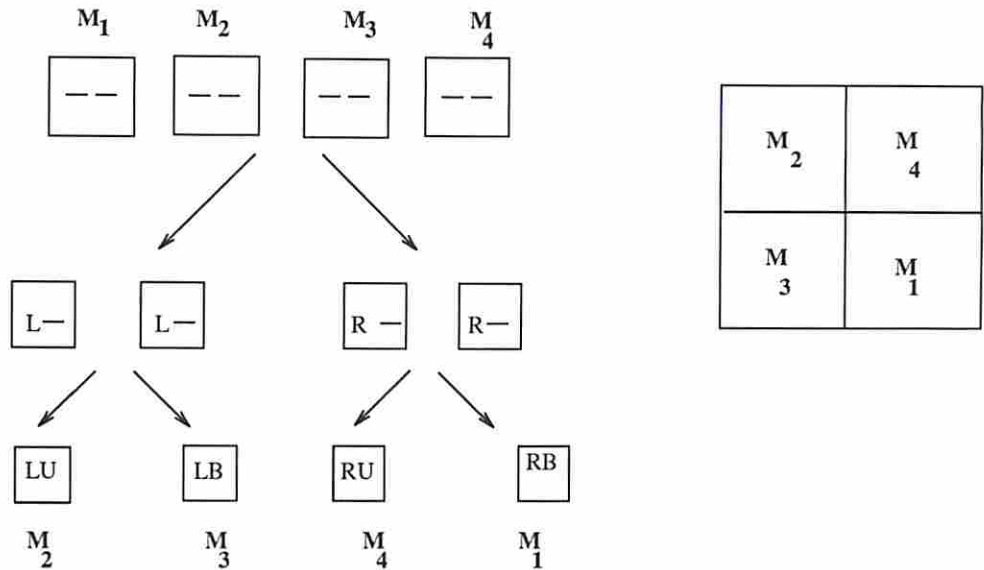 M1 M2 M3 M4
— — — — — — — —
M2 M4
M3 M1
L— L— R — R—
LU LB RU RB
M2 M3 M4 M1